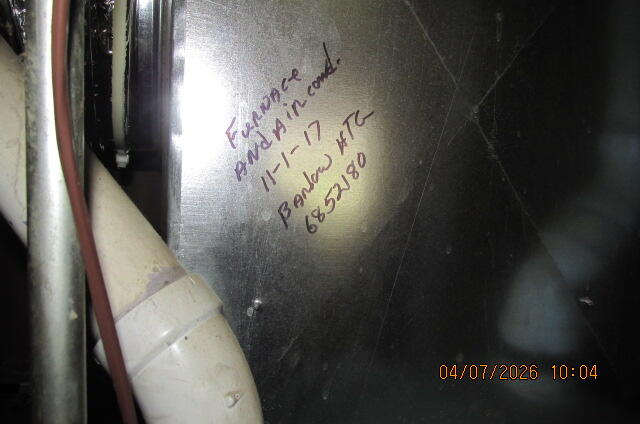 FURNACE
AND AIR cond.
11-1-17
Barlow HTG
6852180
04/07/2026 10:04